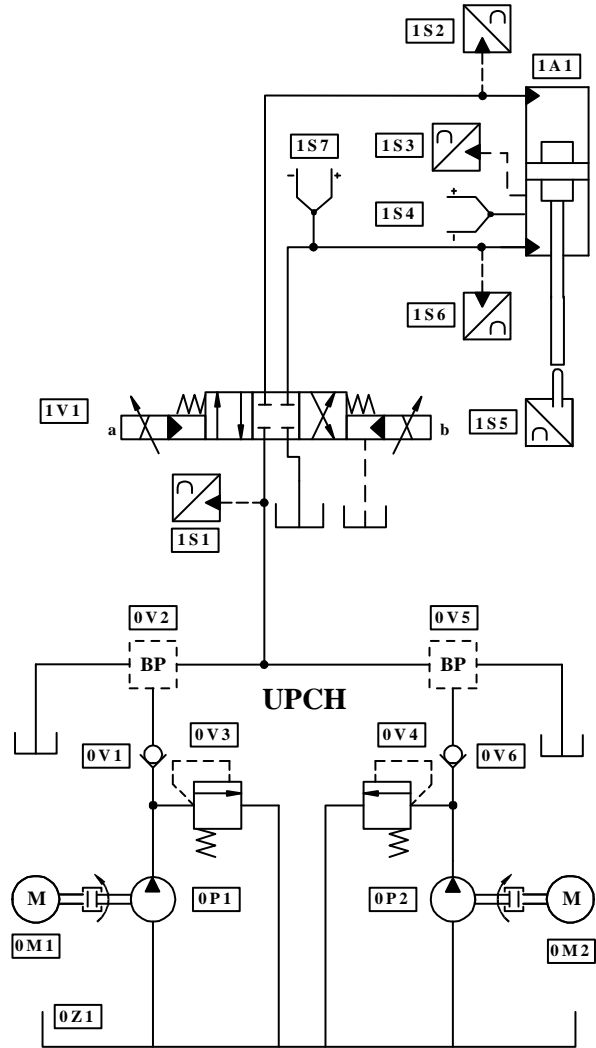 1S2
1A1
1S7
1S3
- +
+
1S4
-
1S6
1V1
a
b
1S5
1S1
0V2
0V5
BP
BP
UPCH
0V3
0V4
0V1
0V6
M
0P1
0P2
M
0M1
0M2
0Z1